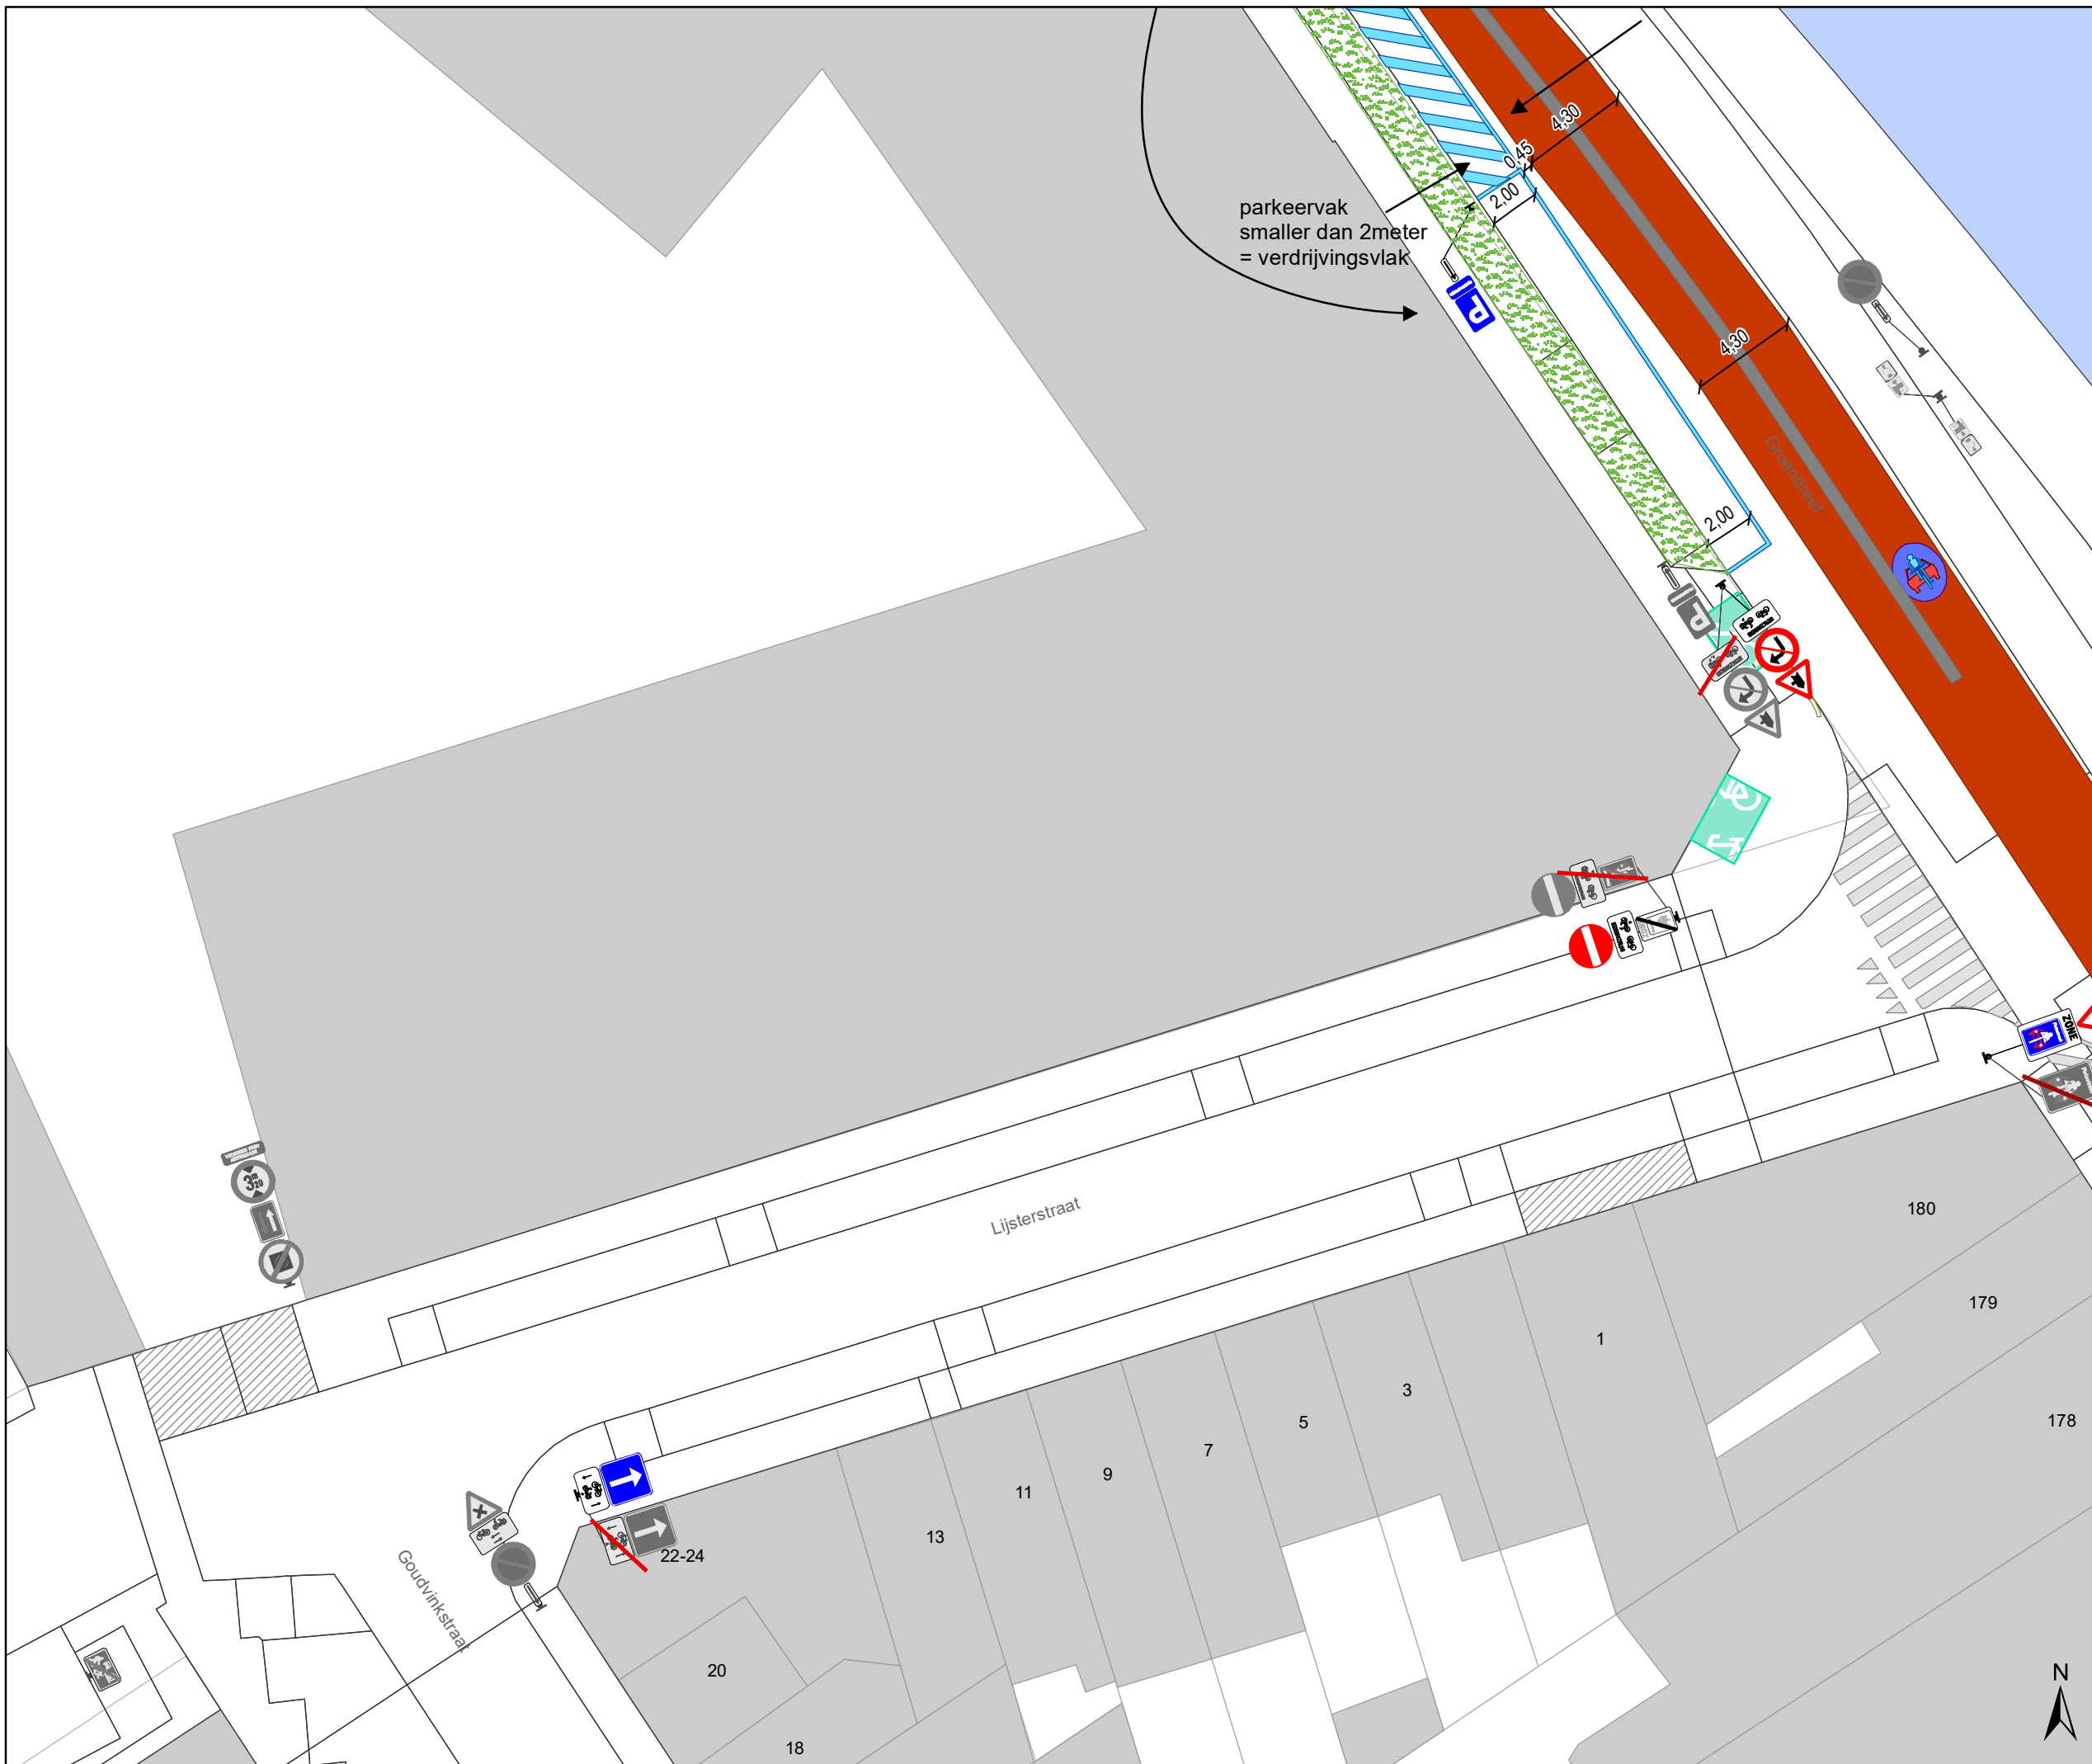 4,30
0,45
2,00
parkeervak
smaller dan 2meter
= verdrijvingsvlak
P
4,30
Groendreef
2,00
P
ZONE
3m20
Lijsterstraat
180
179
178
1
3
5
7
9
11
13
22-24
Goudvinkstraat
20
18
N